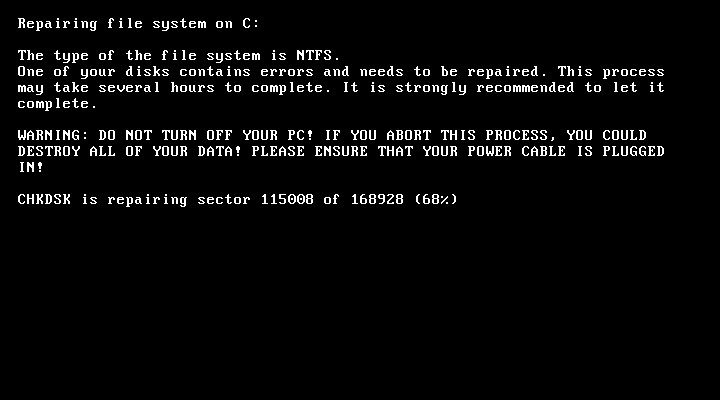 Repairing file system on C:
The type of the file system is NTFS.
One of your disks contains errors and needs to be repaired. This process
may take several hours to complete. It is strongly recommended to let it
complete.
WARNING: DO NOT TURN OFF YOUR PC! IF YOU ABORT THIS PROCESS, YOU COULD
DESTROY ALL OF YOUR DATA! PLEASE ENSURE THAT YOUR POWER CABLE IS PLUGGED
IN!
CHKDSK is repairing sector 115008 of 168928 (68%)